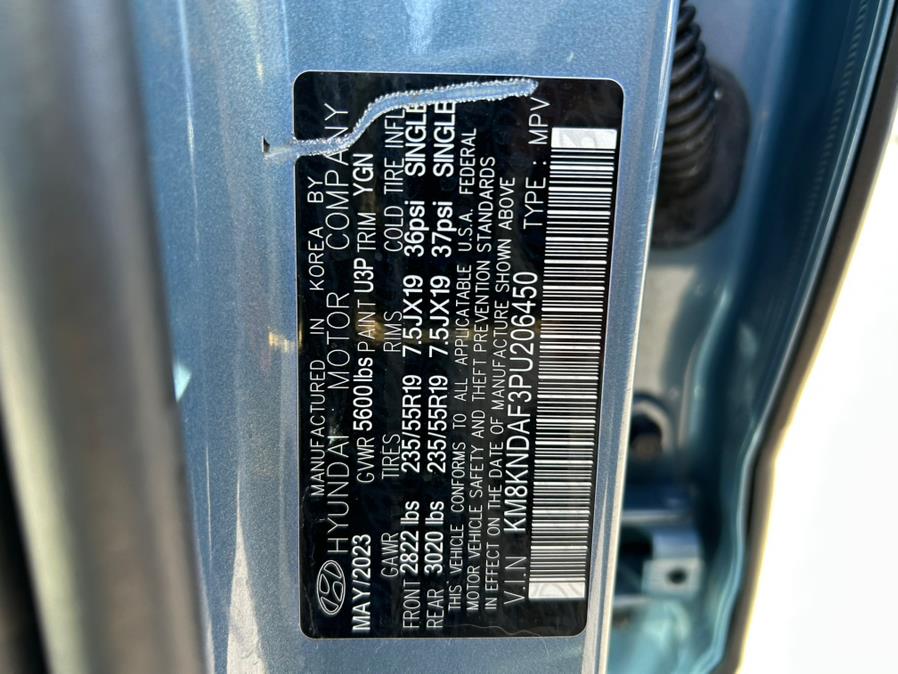 MANUFACTURED IN KOREA BY
HYUNDAI MOTOR COMPANY
MAY/2023 GVWR 5600lbs PAINT U3P TRIM YGN
GAWR TIRES RIMS COLD TIRE INFL
FRONT 2822 lbs 235/55R19 7.5JX19 36psi SINGLE
REAR 3020 lbs 235/55R19 7.5JX19 37psi SINGLE
THIS VEHICLE CONFORMS TO ALL APPLICATABLE U.S.A. FEDERAL
MOTOR VEHICLE SAFETY AND THEFT PREVENTION STANDARDS
IN EFFECT ON THE DATE OF MANUFACTURE SHOWN ABOVE
V.I.N KM8KNDAF3PU206450 TYPE : MPV